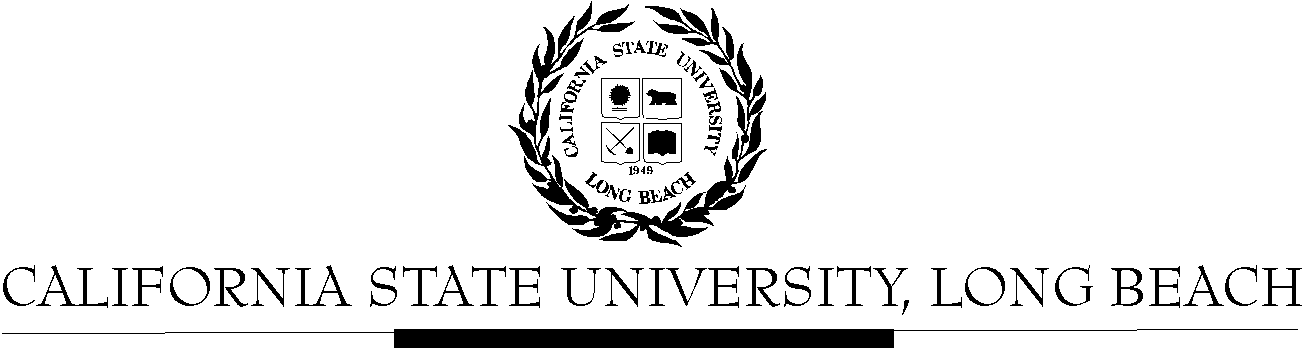 CALIFORNIA STATE UNIVERSITY
1949
LONG BEACH
CALIFORNIA STATE UNIVERSITY, LONG BEACH